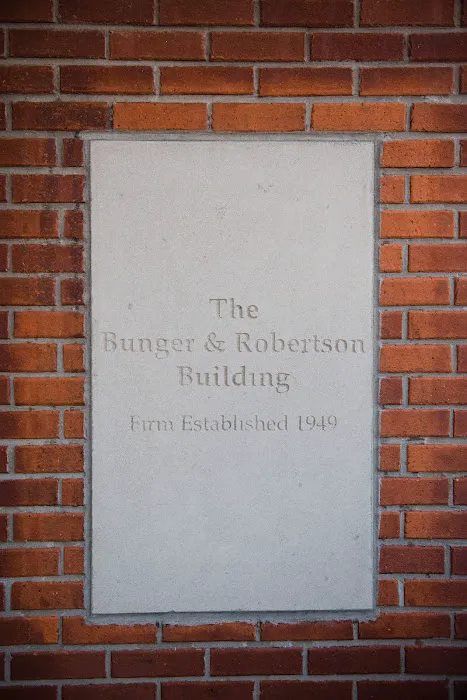 The
Bunger & Robertson
Building
Firm Established 1949